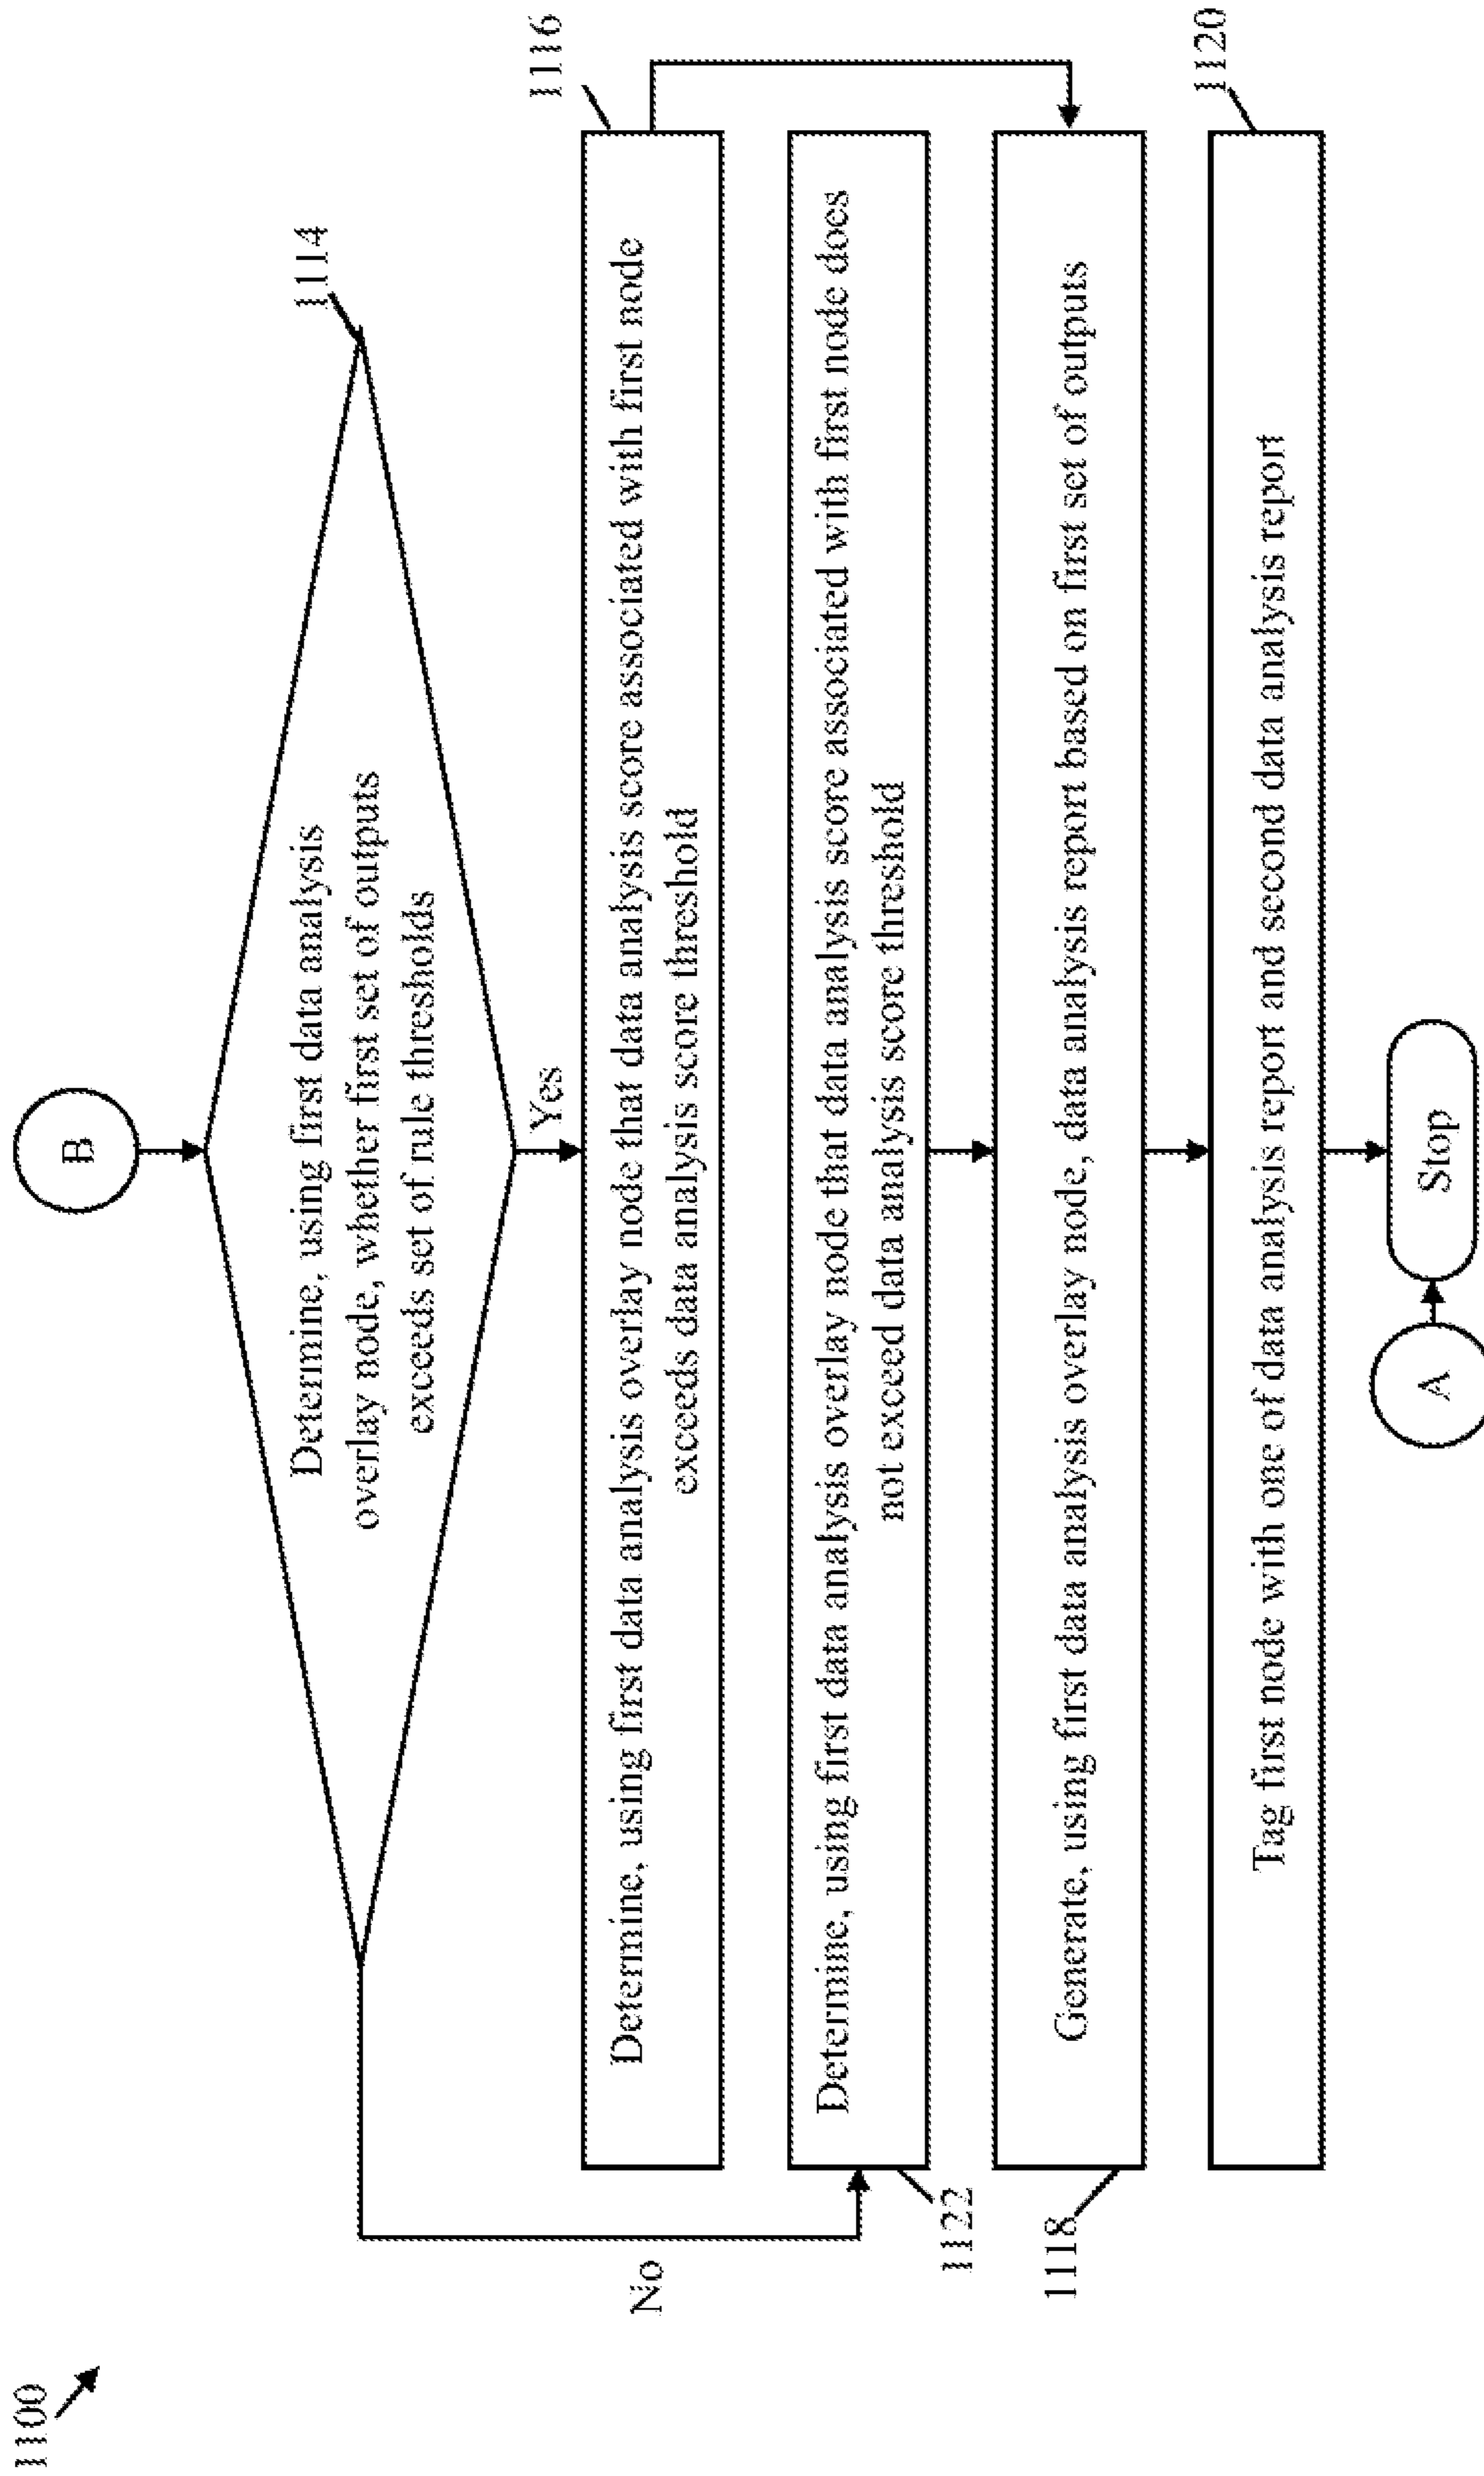 1100
B
Determine, using first data analysis
overlay node, whether first set of outputs
exceeds set of rule thresholds
1114
Yes
No
Determine, using first data analysis overlay node that data analysis score associated with first node
exceeds data analysis score threshold
1116
Determine, using first data analysis overlay node that data analysis score associated with first node does
not exceed data analysis score threshold
1122
Generate, using first data analysis overlay node, data analysis report based on first set of outputs
1118
Tag first node with one of data analysis report and second data analysis report
1120
A
Stop